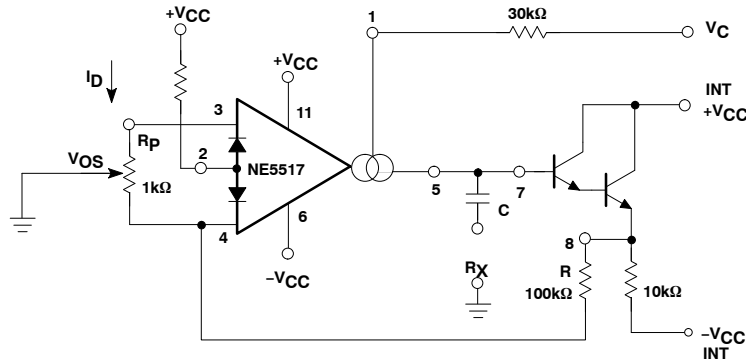 +VCC
1
30kΩ
VC
ID
+VCC
11
INT
+VCC
3
RP
VOS
2
NE5517
1kΩ
5
7
C
6
4
−VCC
8
RX
R
100kΩ
10kΩ
−VCC
INT